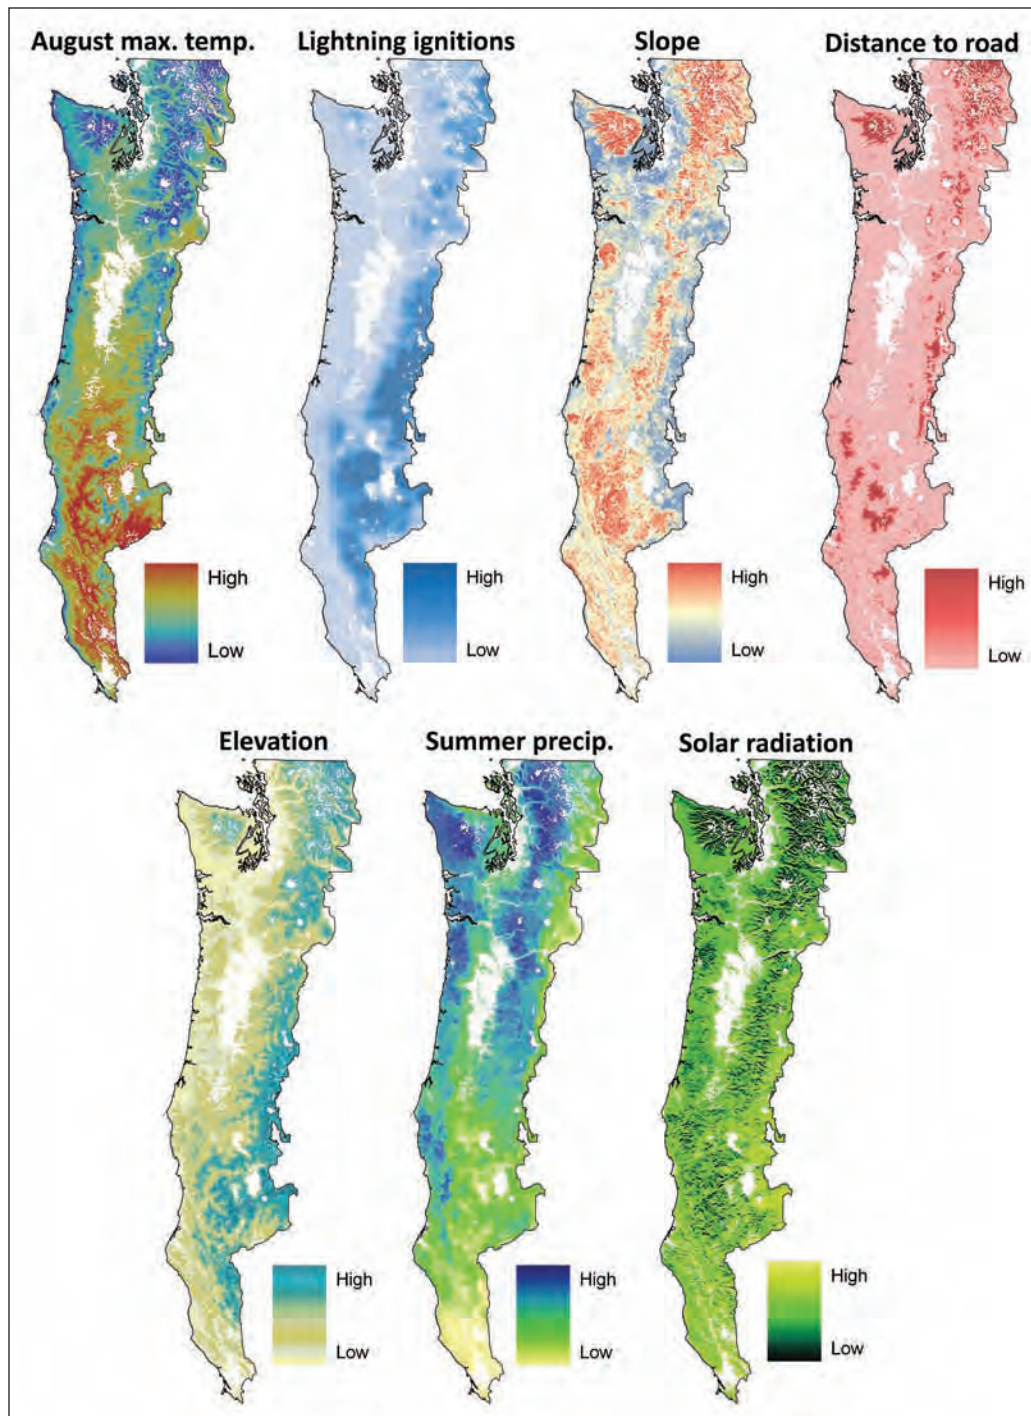 August max. temp.
Lightning ignitions
Slope
Distance to road
High
Low
High
Low
High
Low
High
Low
Elevation
Summer precip.
Solar radiation
High
Low
High
Low
High
Low